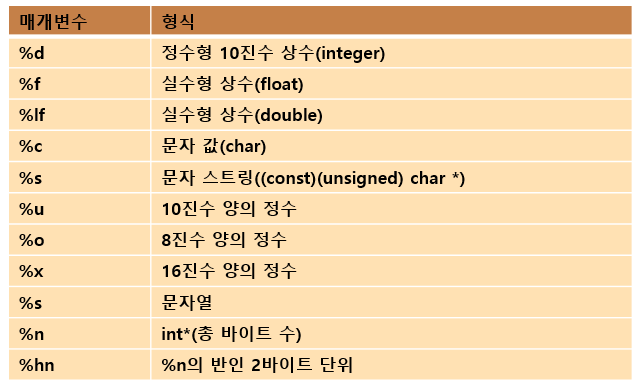 매개변수 형식
%d 정수형 10진수 상수(integer)
%f 실수형 상수(float)
%lf 실수형 상수(double)
%c 문자 값(char)
%s 문자 스트링((const)(unsigned) char *)
%u 10진수 양의 정수
%o 8진수 양의 정수
%x 16진수 양의 정수
%s 문자열
%n int*(총 바이트 수)
%hn %n의 반인 2바이트 단위